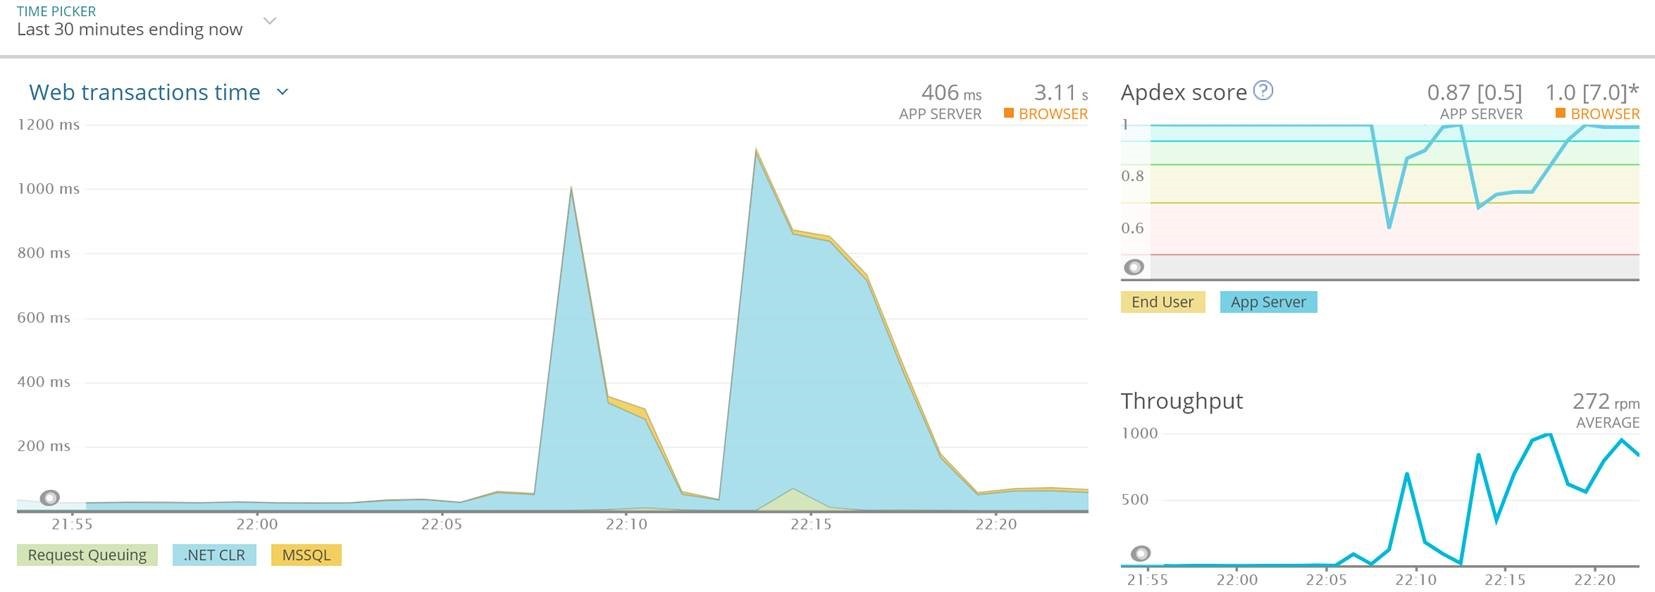 TIME PICKER
Last 30 minutes ending now
Web transactions time
406 ms
APP SERVER
3.11 s
BROWSER
1200 ms
1000 ms
800 ms
600 ms
400 ms
200 ms
21:55 22:00 22:05 22:10 22:15 22:20
Request Queuing .NET CLR MSSQL
Apdex score ?
0.87 [0.5]
APP SERVER
1.0 [7.0]*
BROWSER
1
0.8
0.6
End User App Server
Throughput
272 rpm
AVERAGE
1000
500
21:55 22:00 22:05 22:10 22:15 22:20